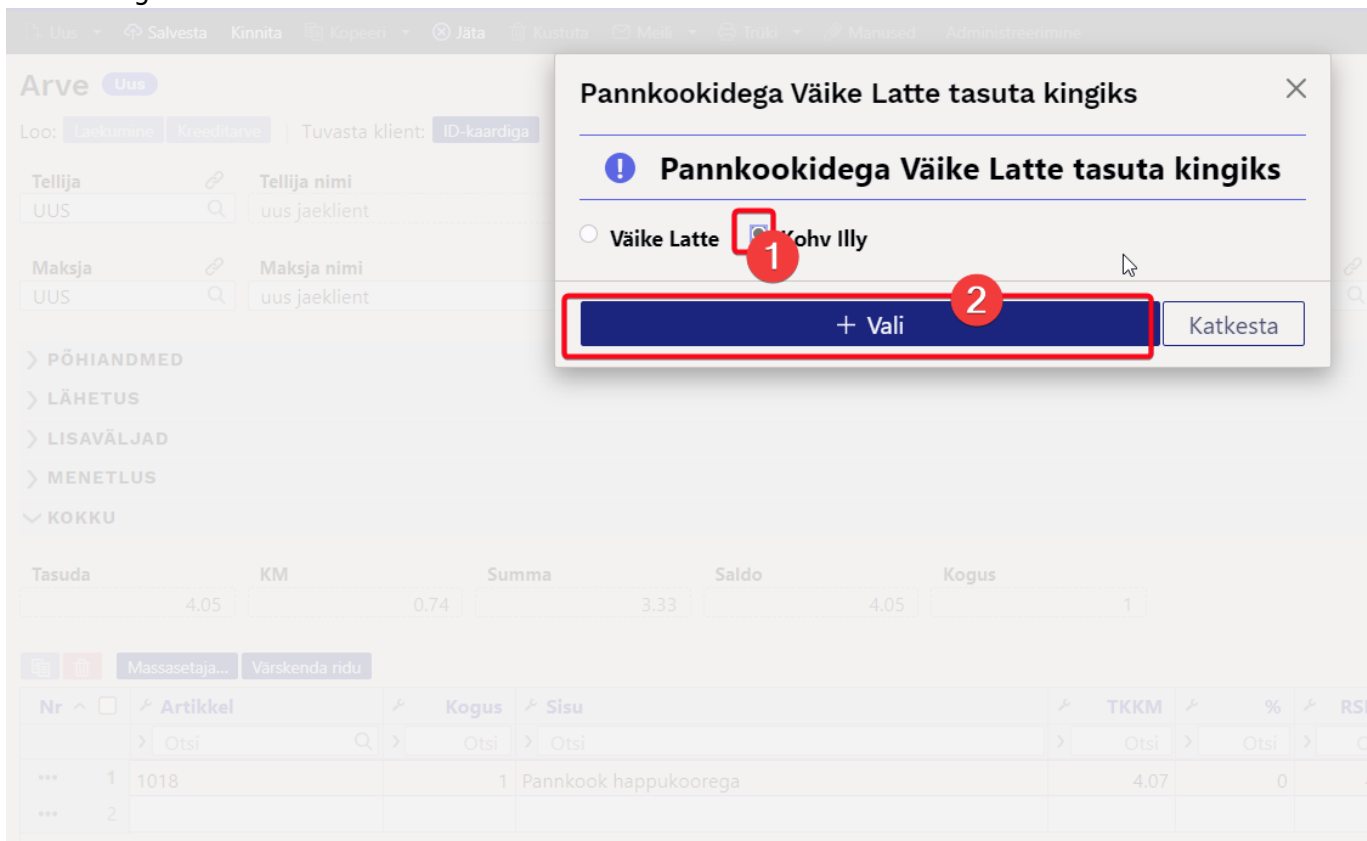 Uus Salvesta Kinnita Kopeeri Jäta Kustuta Meili Trüki Manused Administreerimine
Arve Uus
Loo: Laekumine Kreeditarve Tuvasta klient: ID-kaardiga
Tellija Tellija nimi
UUS uus jaeklient
Maksja Maksja nimi
UUS uus jaeklient
Pannkookidega Väike Latte tasuta kingiks
Pannkookidega Väike Latte tasuta kingiks
Väike Latte Kohv Illy
1
2
+ Vali Katkesta
PÕHIANDMED
LÄHETUS
LISAVÄLJAD
MENETLUS
KOKKU
Tasuda KM Summa Saldo Kogus
4.05 0.74 3.33 4.05 1
Massasetaja... Värskenda ridu
Nr Artikkel Kogus Sisu TKKM %
Otsi Otsi Otsi Otsi Otsi
1 1018 1 Pannkook happukoorega 4.07 0
2